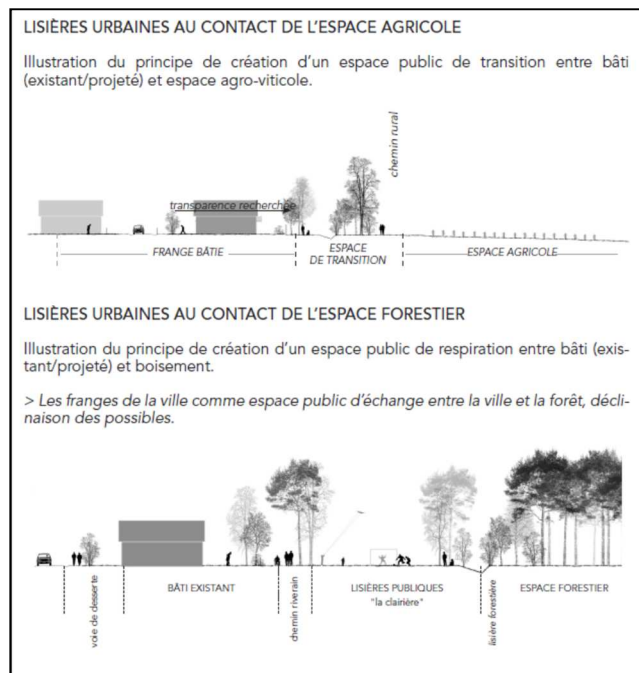 LISIÈRES URBAINES AU CONTACT DE L'ESPACE AGRICOLE
Illustration du principe de création d'un espace public de transition entre bâti
(existant/projeté) et espace agro-viticole.
chemin rural
transparence recherchée
FRANGE BÂTIE
ESPACE
DE TRANSITION
ESPACE AGRICOLE
LISIÈRES URBAINES AU CONTACT DE L'ESPACE FORESTIER
Illustration du principe de création d'un espace public de respiration entre bâti (exis-
tant/projeté) et boisement.
> Les franges de la ville comme espace public d'échange entre la ville et la forêt, décli-
naison des possibles.
voie de desserte
BÂTI EXISTANT
chemin riverain
LISIÈRES PUBLIQUES
"la clairière"
lisière forestière
ESPACE FORESTIER